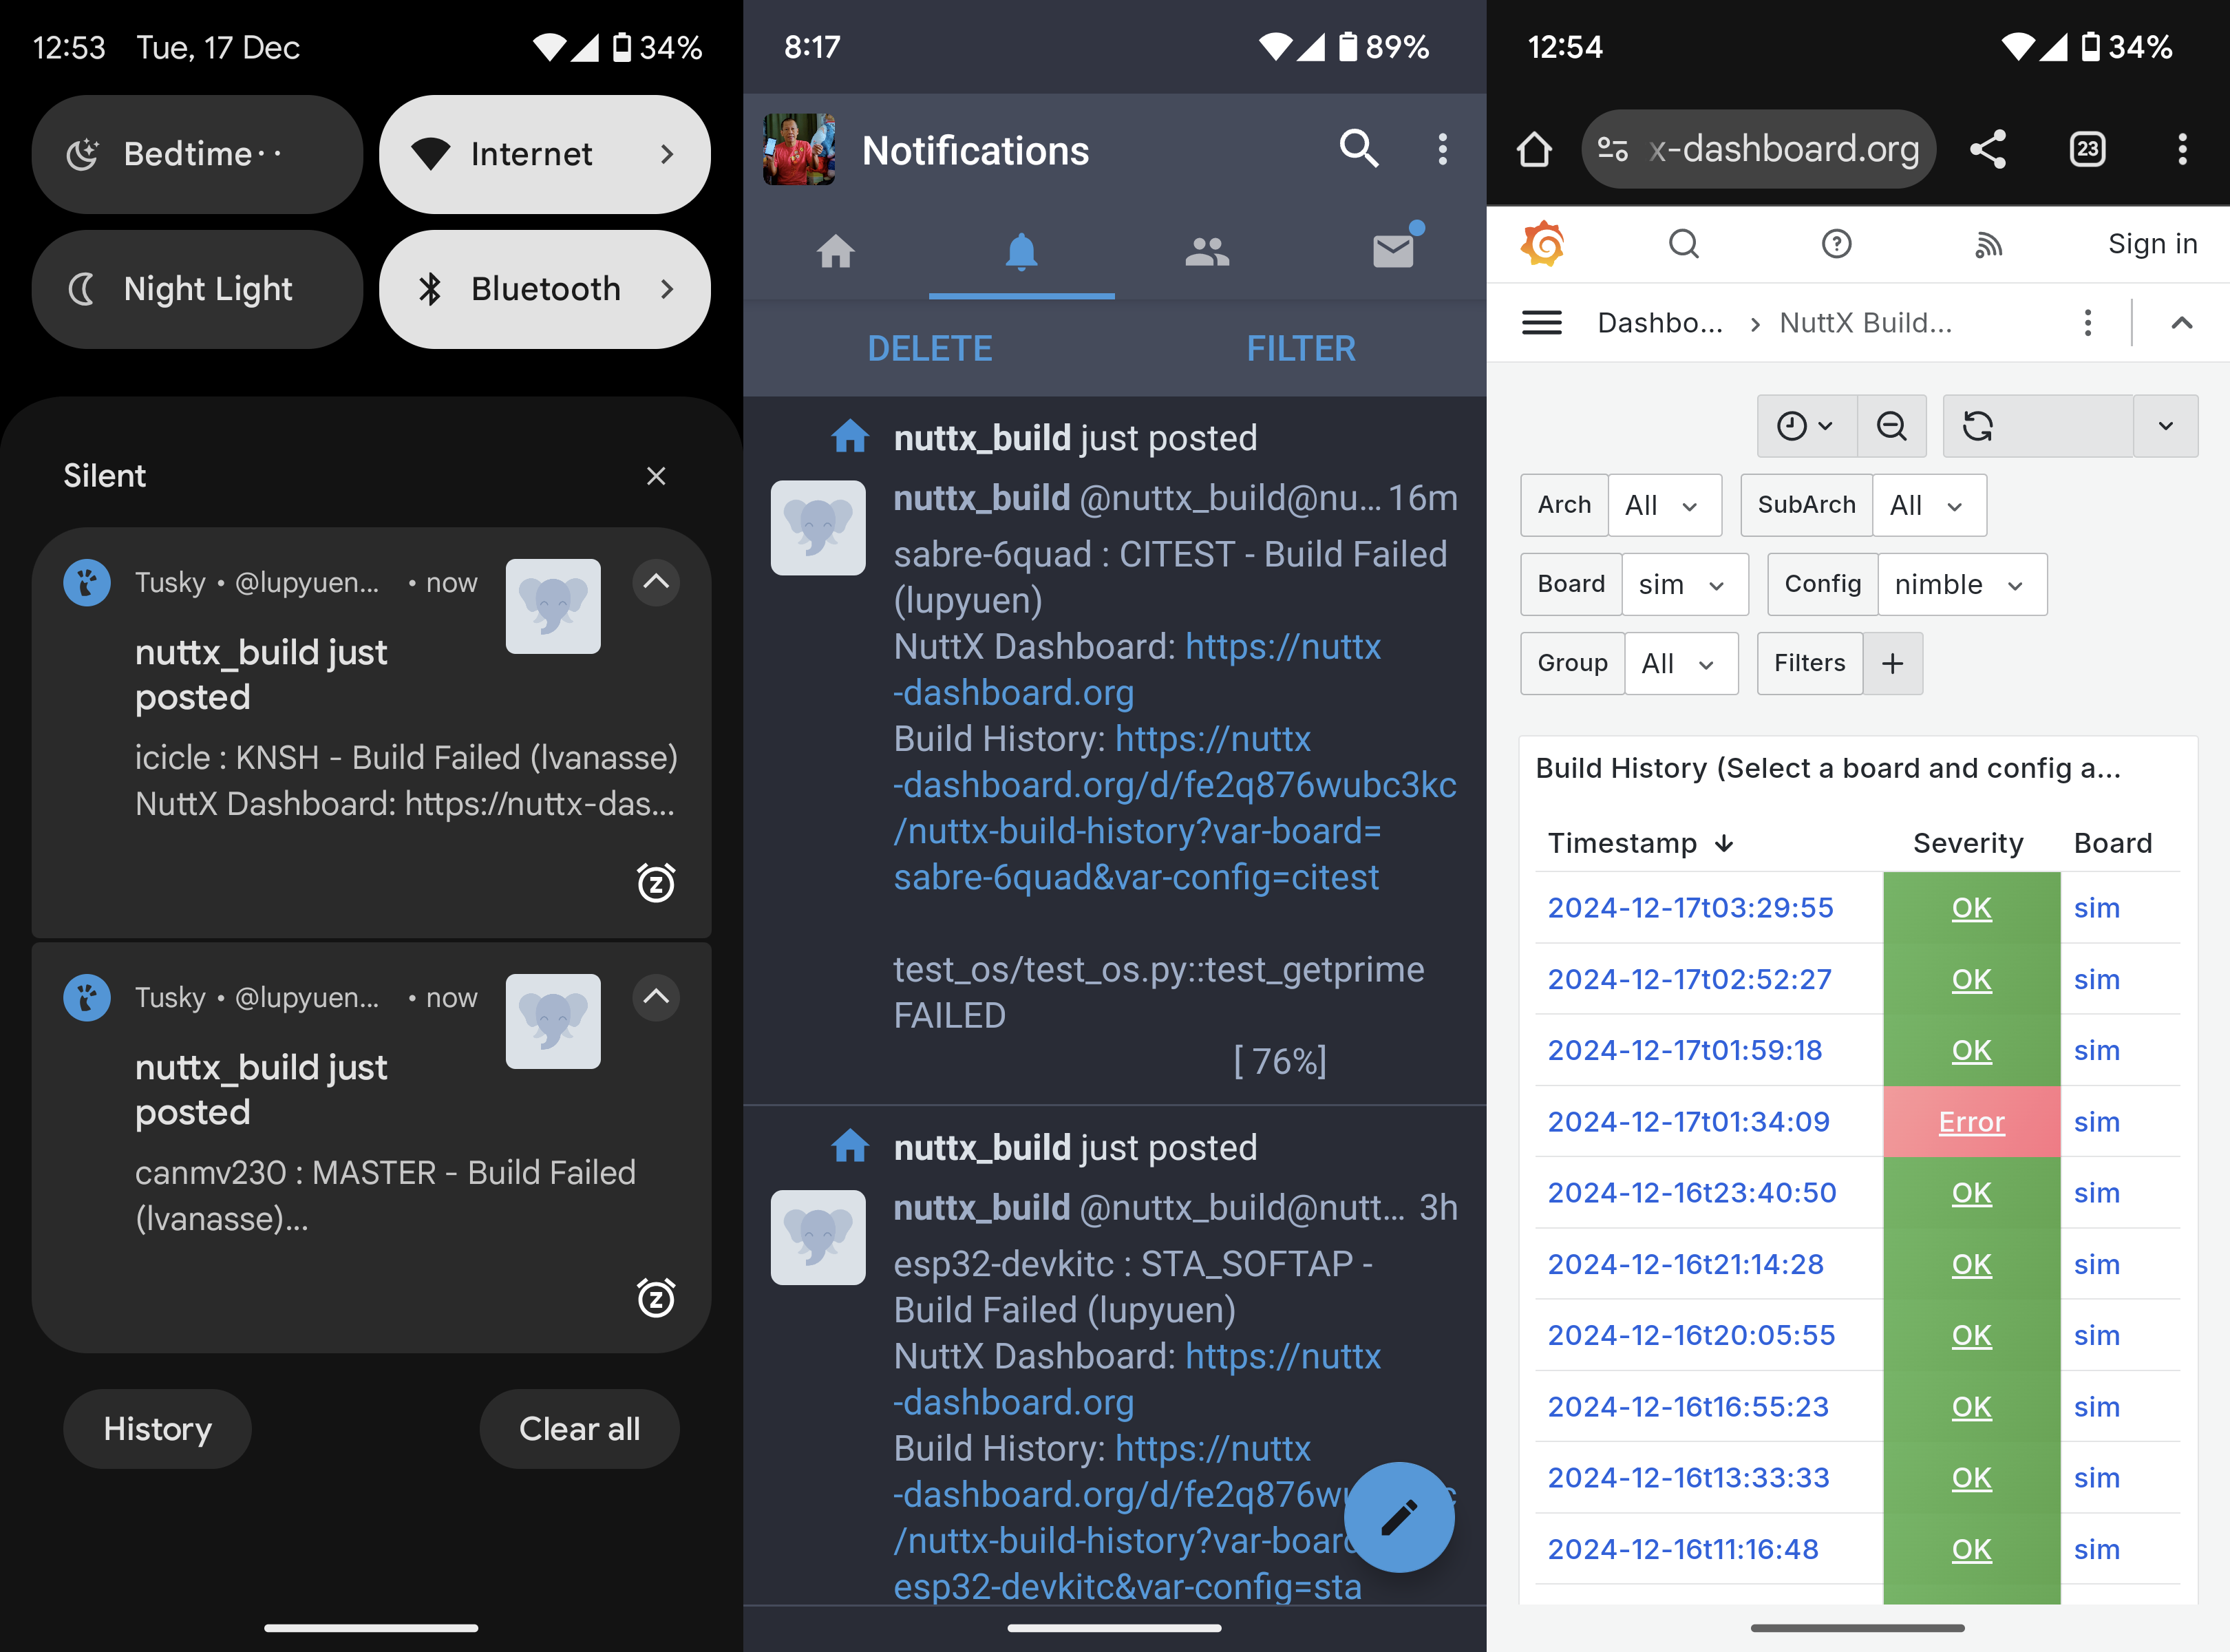 12:53 Tue, 17 Dec 34%
Bedtime
Internet
Night Light
Bluetooth
Silent
Tusky • @lupyuen... • now
nuttx_build just
posted
icicle : KNSH - Build Failed (lvanasse)
NuttX Dashboard: https://nuttx-das...
Tusky • @lupyuen... • now
nuttx_build just
posted
canmv230 : MASTER - Build Failed
(lvanasse)...
History
Clear all
8:17 89%
Notifications
DELETE
FILTER
nuttx_build just posted
nuttx_build @nuttx_build@nu... 16m
sabre-6quad : CITEST - Build Failed
(lupyuen)
NuttX Dashboard: https://nuttx
-dashboard.org
Build History: https://nuttx
-dashboard.org/d/fe2q876wubc3kc
/nuttx-build-history?var-board=
sabre-6quad&var-config=citest
test_os/test_os.py::test_getprime
FAILED
[ 76%]
nuttx_build just posted
nuttx_build @nuttx_build@nutt... 3h
esp32-devkitc : STA_SOFTAP -
Build Failed (lupyuen)
NuttX Dashboard: https://nuttx
-dashboard.org
Build History: https://nuttx
-dashboard.org/d/fe2q876w
/nuttx-build-history?var-board
esp32-devkitc&var-config=sta
12:54 34%
x-dashboard.org
23
Sign in
Dashbo... › NuttX Build...
Arch All SubArch All
Board sim Config nimble
Group All Filters +
Build History (Select a board and config a...
Timestamp ↓ Severity Board
2024-12-17t03:29:55 OK sim
2024-12-17t02:52:27 OK sim
2024-12-17t01:59:18 OK sim
2024-12-17t01:34:09 Error sim
2024-12-16t23:40:50 OK sim
2024-12-16t21:14:28 OK sim
2024-12-16t20:05:55 OK sim
2024-12-16t16:55:23 OK sim
2024-12-16t13:33:33 OK sim
2024-12-16t11:16:48 OK sim